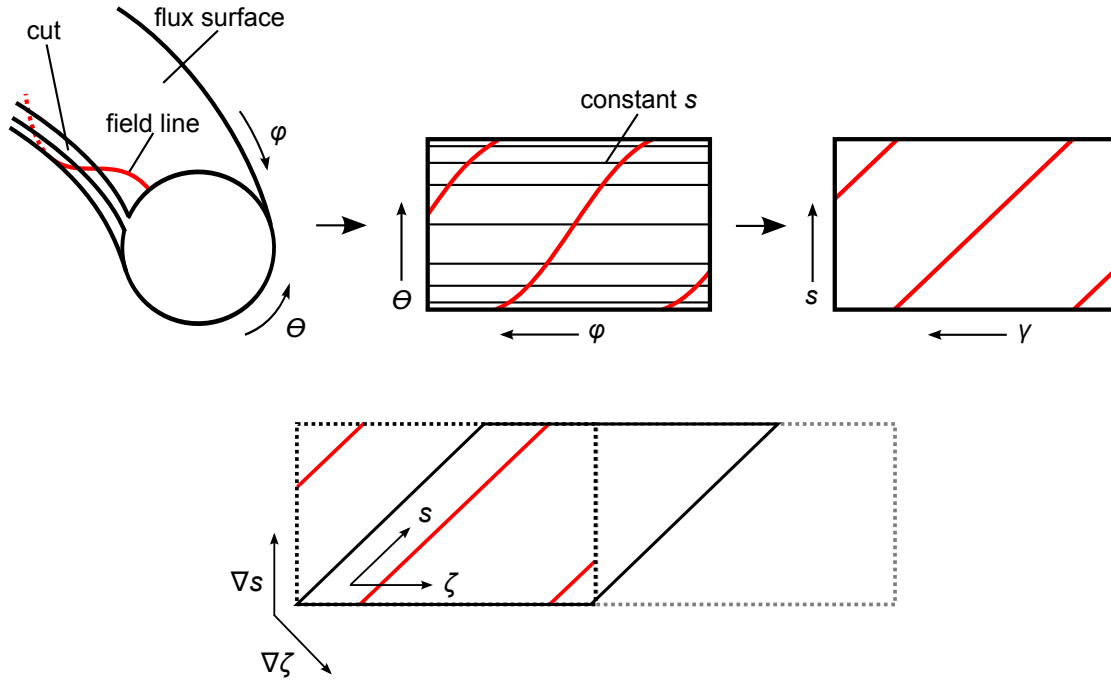 flux surface
cut
field line
φ
θ
constant s
θ
φ
s
γ
s
ζ
∇s
∇ζ